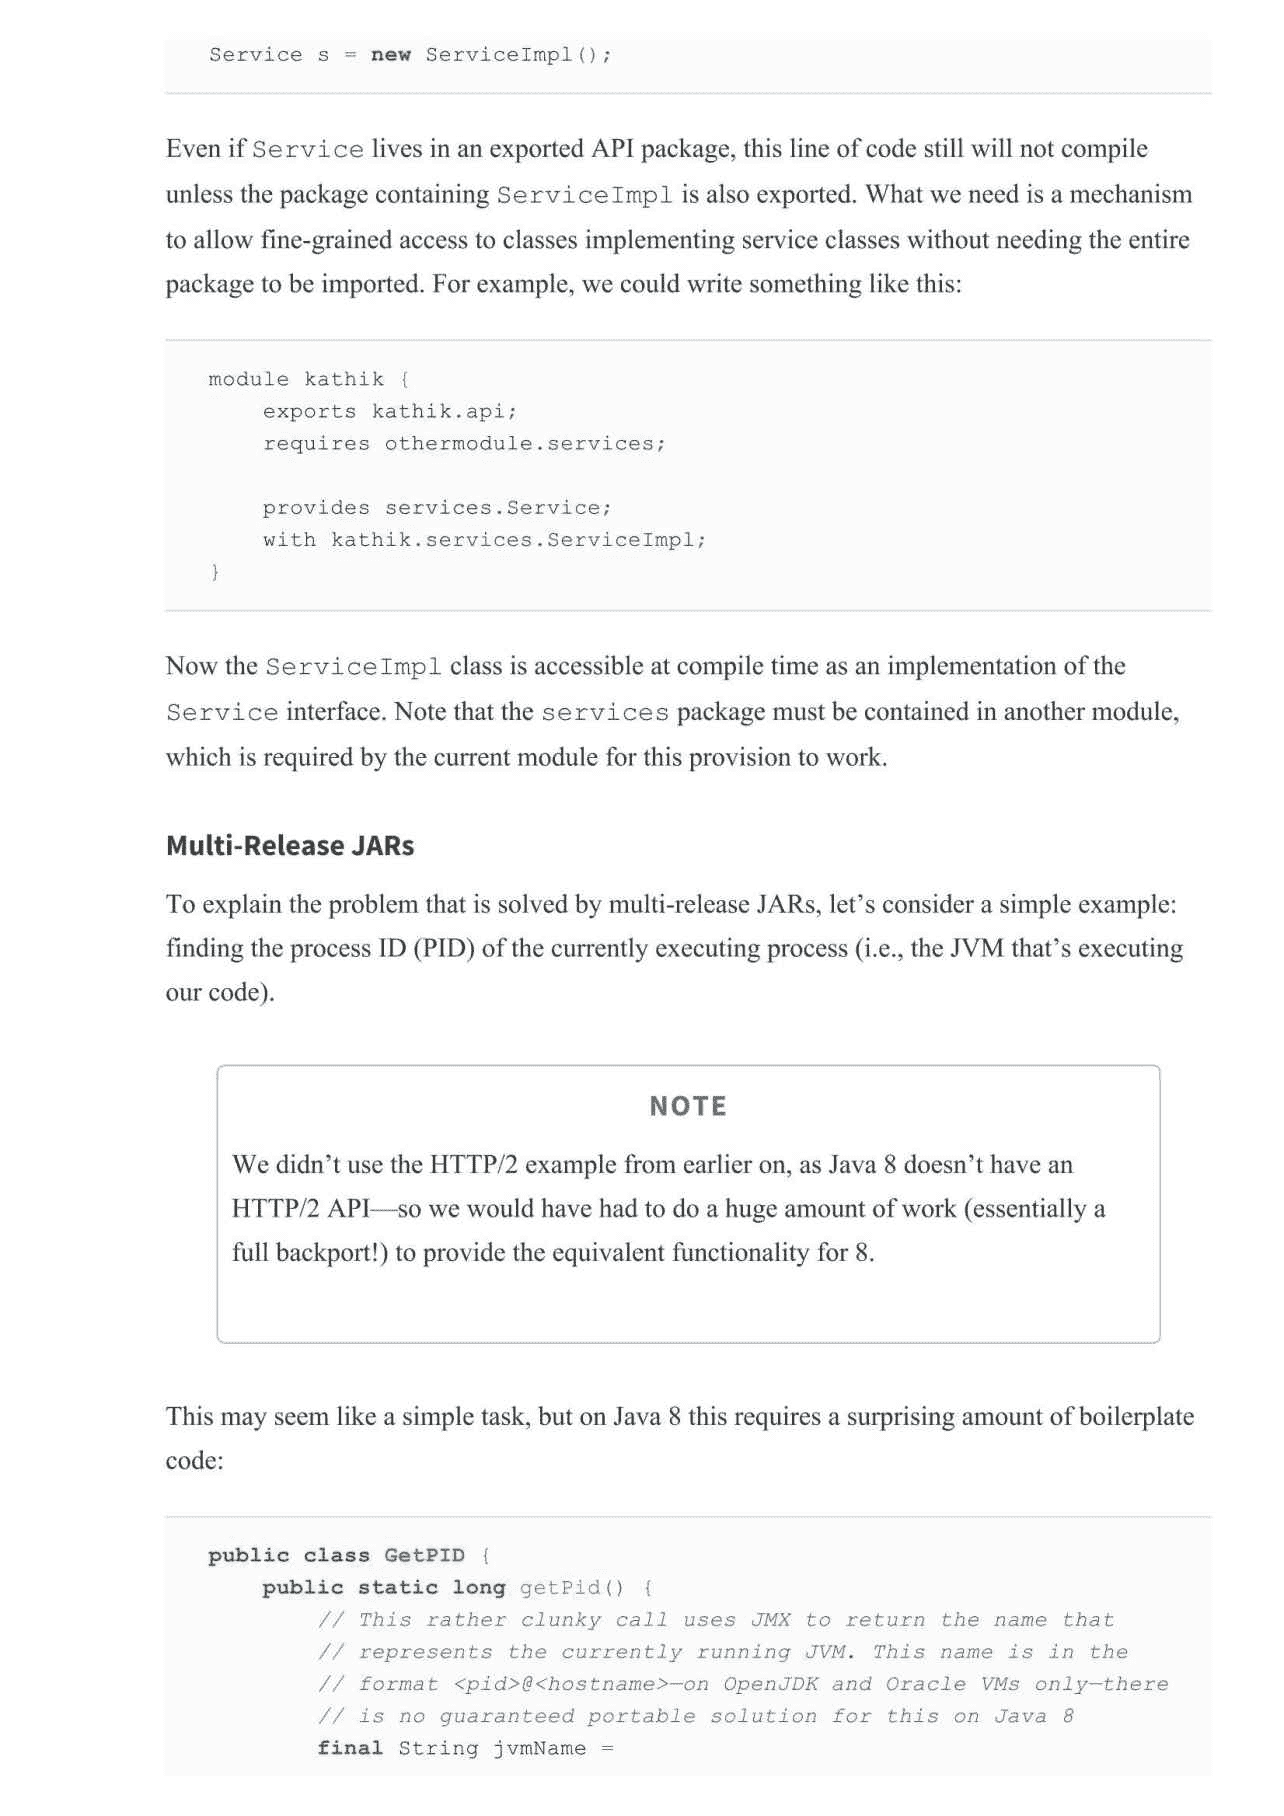 Service s = new ServiceImpl();
Even if Service lives in an exported API package, this line of code still will not compile
unless the package containing ServiceImpl is also exported. What we need is a mechanism
to allow fine-grained access to classes implementing service classes without needing the entire
package to be imported. For example, we could write something like this:
module kathik {
    exports kathik.api;
    requires othermodule.services;

    provides services.Service;
    with kathik.services.ServiceImpl;
}
Now the ServiceImpl class is accessible at compile time as an implementation of the
Service interface. Note that the services package must be contained in another module,
which is required by the current module for this provision to work.
Multi-Release JARs
To explain the problem that is solved by multi-release JARs, let’s consider a simple example:
finding the process ID (PID) of the currently executing process (i.e., the JVM that’s executing
our code).
NOTE
We didn’t use the HTTP/2 example from earlier on, as Java 8 doesn’t have an
HTTP/2 API—so we would have had to do a huge amount of work (essentially a
full backport!) to provide the equivalent functionality for 8.
This may seem like a simple task, but on Java 8 this requires a surprising amount of boilerplate
code:
public class GetPID {
    public static long getPid() {
        // This rather clunky call uses JMX to return the name that
        // represents the currently running JVM. This name is in the
        // format <pid>@<hostname>—on OpenJDK and Oracle VMs only—there
        // is no guaranteed portable solution for this on Java 8
        final String jvmName =